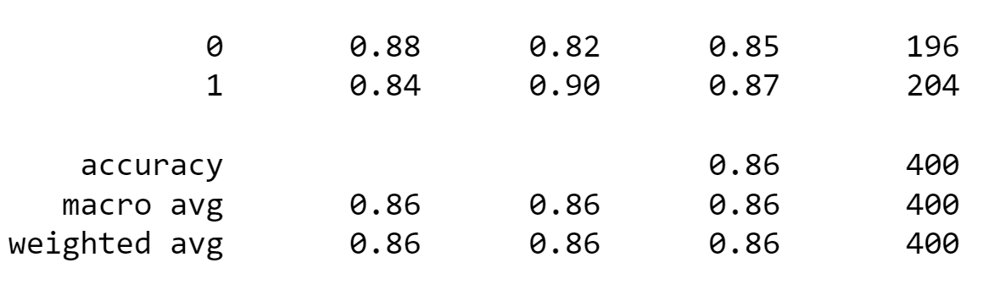 0 0.88 0.82 0.85 196
1 0.84 0.90 0.87 204
accuracy 0.86 400
macro avg 0.86 0.86 0.86 400
weighted avg 0.86 0.86 0.86 400